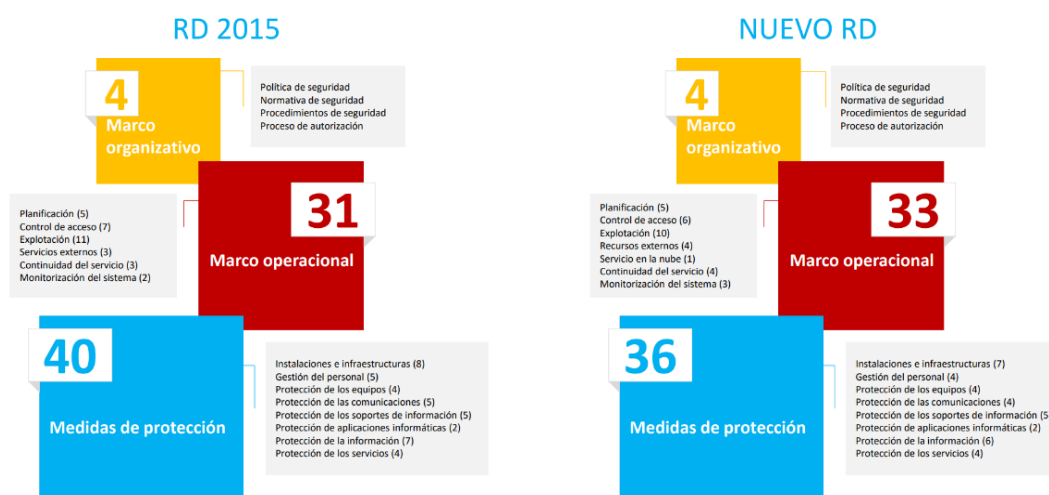 RD 2015
4
Marco
organizativo
Política de seguridad
Normativa de seguridad
Procedimientos de seguridad
Proceso de autorización
31
Marco operacional
Planificación (5)
Control de acceso (7)
Explotación (11)
Servicios externos (3)
Continuidad del servicio (3)
Monitorización del sistema (2)
40
Medidas de protección
Instalaciones e infraestructuras (8)
Gestión del personal (5)
Protección de los equipos (4)
Protección de las comunicaciones (5)
Protección de los soportes de información (5)
Protección de aplicaciones informáticas (2)
Protección de la información (7)
Protección de los servicios (4)
NUEVO RD
4
Marco
organizativo
Política de seguridad
Normativa de seguridad
Procedimientos de seguridad
Proceso de autorización
33
Marco operacional
Planificación (5)
Control de acceso (6)
Explotación (10)
Recursos externos (4)
Servicio en la nube (1)
Continuidad del servicio (4)
Monitorización del sistema (3)
36
Medidas de protección
Instalaciones e infraestructuras (7)
Gestión del personal (4)
Protección de los equipos (4)
Protección de las comunicaciones (4)
Protección de los soportes de información (5
Protección de aplicaciones informáticas (2)
Protección de la información (6)
Protección de los servicios (4)